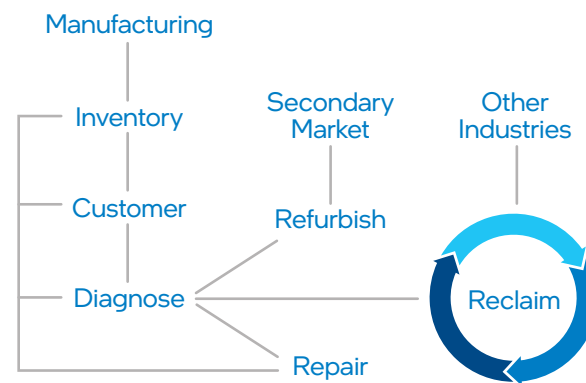 Manufacturing
Inventory
Secondary
Market
Other
Industries
Customer
Refurbish
Diagnose
Reclaim
Repair